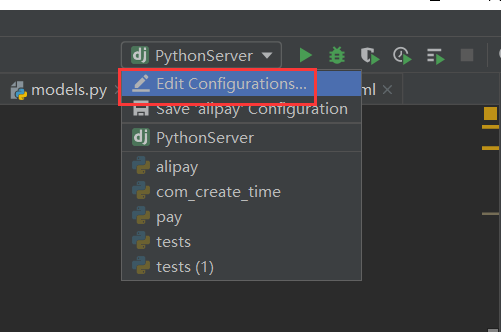 dj PythonServer
models.py ml
Edit Configurations...
Save 'alipay' Configuration
dj PythonServer
alipay
com_create_time
pay
tests
tests (1)